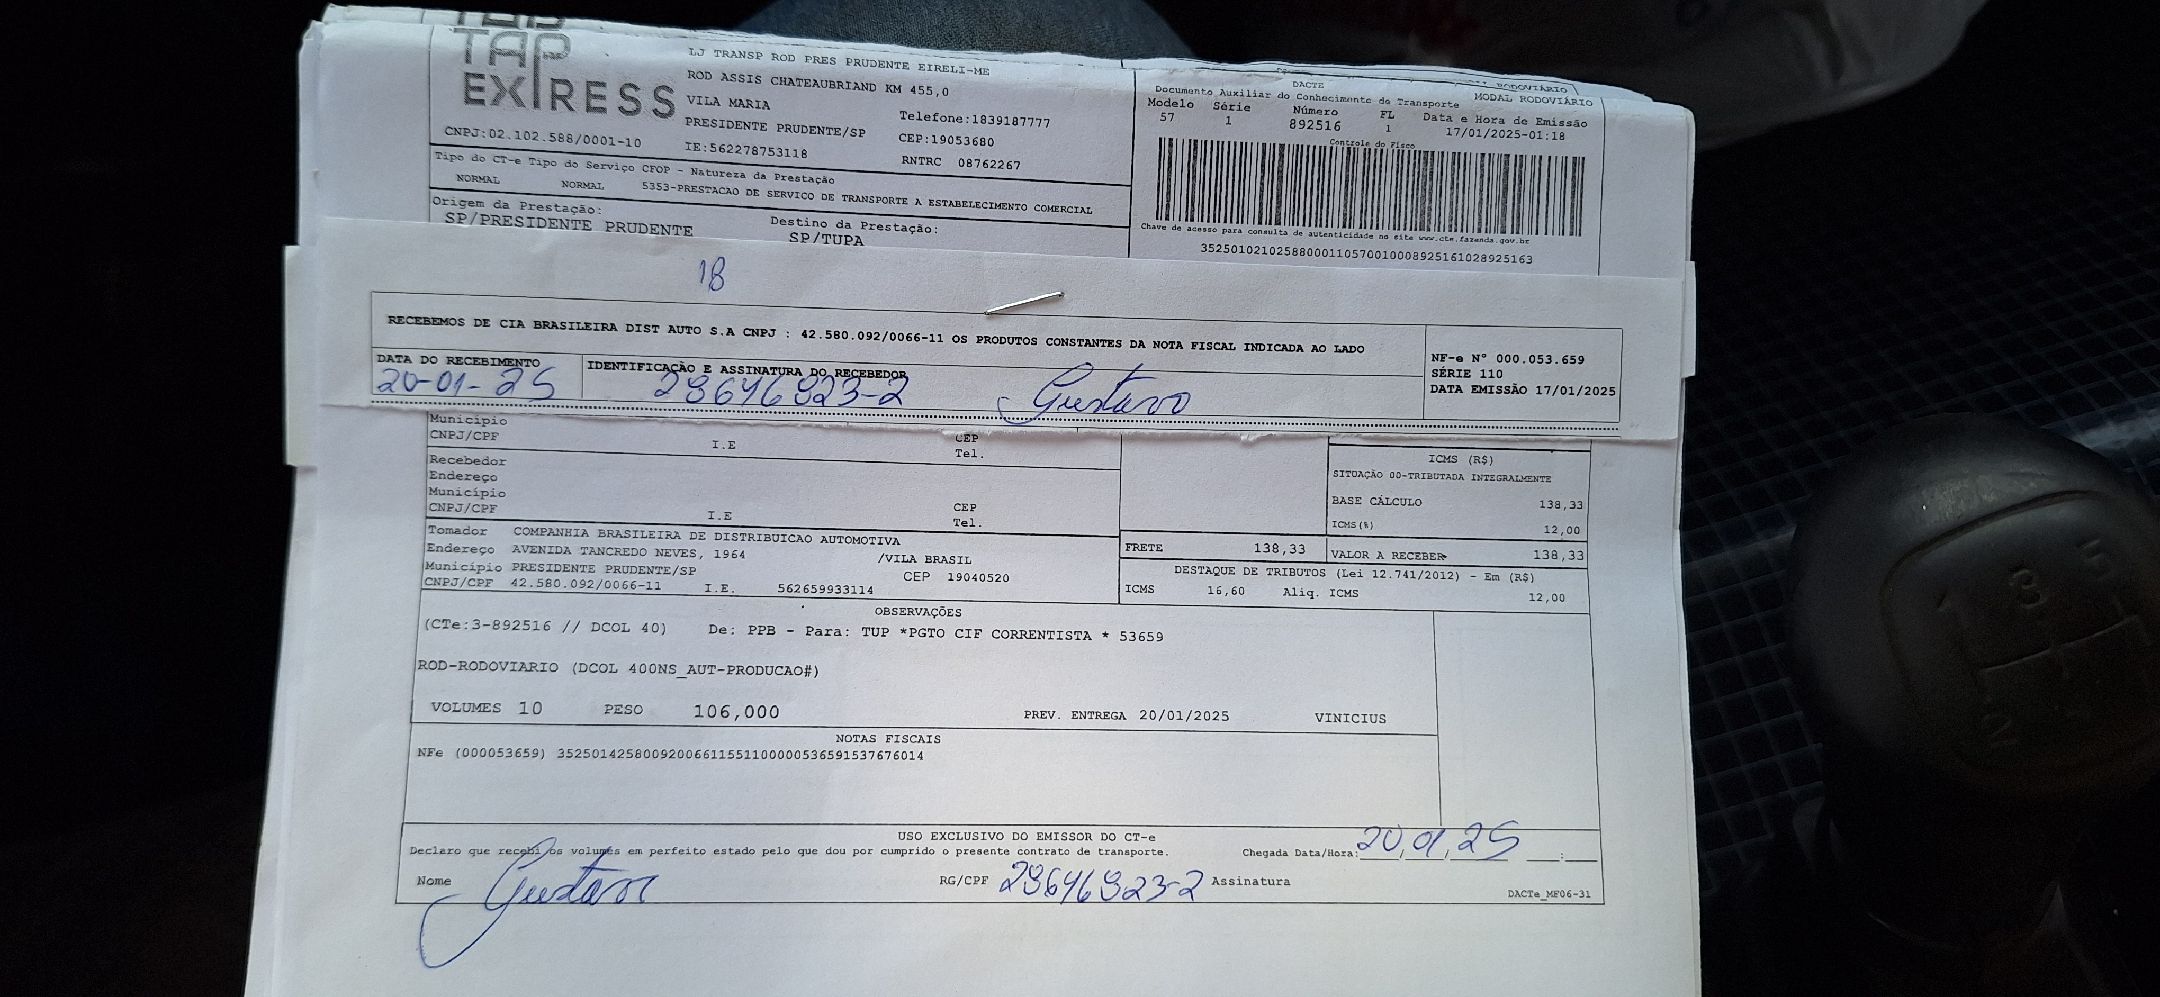 TAP
EXPRESS
LJ TRANSP ROD PRES PRUDENTE EIRELI-ME
ROD ASSIS CHATEAUBRIAND KM 455,0
VILA MARIA
Telefone:1839187777
PRESIDENTE PRUDENTE/SP
CEP:19053680
CNPJ:02.102.588/0001-10
IE:562278753118
RNTRC 08762267
DACTE
Documento Auxiliar do Conhecimento de Transporte
RODOVIÁRIO
MODAL RODOVIÁRIO
Modelo Série Número FL Data e Hora de Emissão
57 1 892516 1 17/01/2025-01:18
Controle do Fisco
Tipo do CT-e Tipo do Serviço CFOP - Natureza da Prestação
NORMAL NORMAL 5353-PRESTACAO DE SERVICO DE TRANSPORTE A ESTABELECIMENTO COMERCIAL
Origem da Prestação: Destino da Prestação:
SP/PRESIDENTE PRUDENTE SP/TUPA
Chave de acesso para consulta de autenticidade no site www.cte.fazenda.gov.br
35250102102588000110570010008925161028925163
18
RECEBEMOS DE CIA BRASILEIRA DIST AUTO S.A CNPJ : 42.580.092/0066-11 OS PRODUTOS CONSTANTES DA NOTA FISCAL INDICADA AO LADO
DATA DO RECEBIMENTO IDENTIFICAÇÃO E ASSINATURA DO RECEBEDOR
20-01-25 29646923-2 Gustavo
NF-e Nº 000.053.659
SÉRIE 110
DATA EMISSÃO 17/01/2025
Município
CNPJ/CPF I.E CEP
Tel.
Recebedor
Endereço
Município
CNPJ/CPF I.E CEP
Tel.
ICMS (R$)
SITUAÇÃO 00-TRIBUTADA INTEGRALMENTE
BASE CÁLCULO 138,33
ICMS(%) 12,00
Tomador COMPANHIA BRASILEIRA DE DISTRIBUICAO AUTOMOTIVA
Endereço AVENIDA TANCREDO NEVES, 1964 /VILA BRASIL
Município PRESIDENTE PRUDENTE/SP CEP 19040520
CNPJ/CPF 42.580.092/0066-11 I.E. 562659933114
FRETE 138,33 VALOR A RECEBER 138,33
DESTAQUE DE TRIBUTOS (Lei 12.741/2012) - Em (R$)
ICMS 16,60 Aliq. ICMS 12,00
OBSERVAÇÕES
(CTe:3-892516 // DCOL 40) De: PPB - Para: TUP *PGTO CIF CORRENTISTA * 53659
ROD-RODOVIARIO (DCOL 400NS_AUT-PRODUCAO#)
VOLUMES 10 PESO 106,000 PREV. ENTREGA 20/01/2025 VINICIUS
NOTAS FISCAIS
NFe (000053659) 35250142580092006611551100000536591537676014
USO EXCLUSIVO DO EMISSOR DO CT-e
Declaro que recebi os volumes em perfeito estado pelo que dou por cumprido o presente contrato de transporte. Chegada Data/Hora: 20,01,25 __:__
Nome Gustavo RG/CPF 29646923-2 Assinatura
DACTe_MF06-31